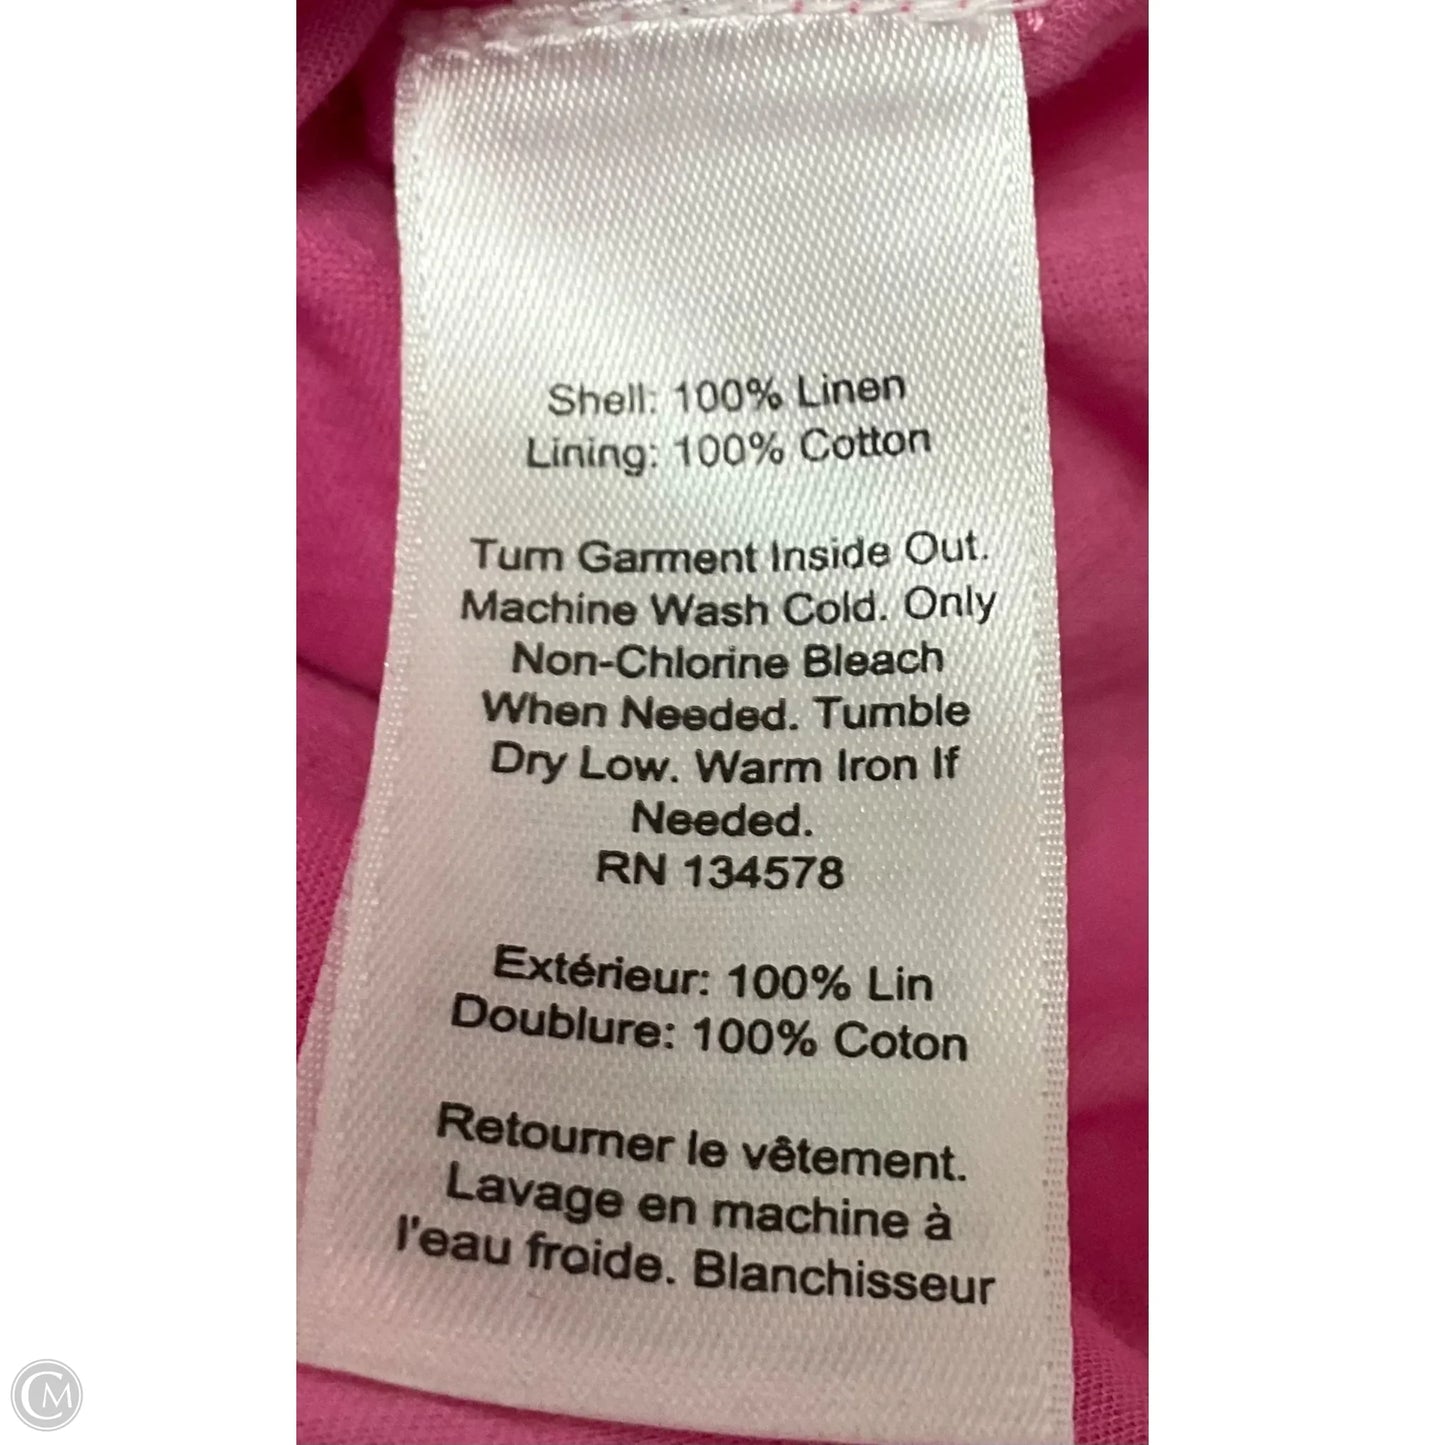 Shell: 100% Linen
Lining: 100% Cotton
Turn Garment Inside Out.
Machine Wash Cold. Only
Non-Chlorine Bleach
When Needed. Tumble
Dry Low. Warm Iron If
Needed.
RN 134578
Extérieur: 100% Lin
Doublure: 100% Coton
Retourner le vêtement.
Lavage en machine à
l'eau froide. Blanchisseur
CM